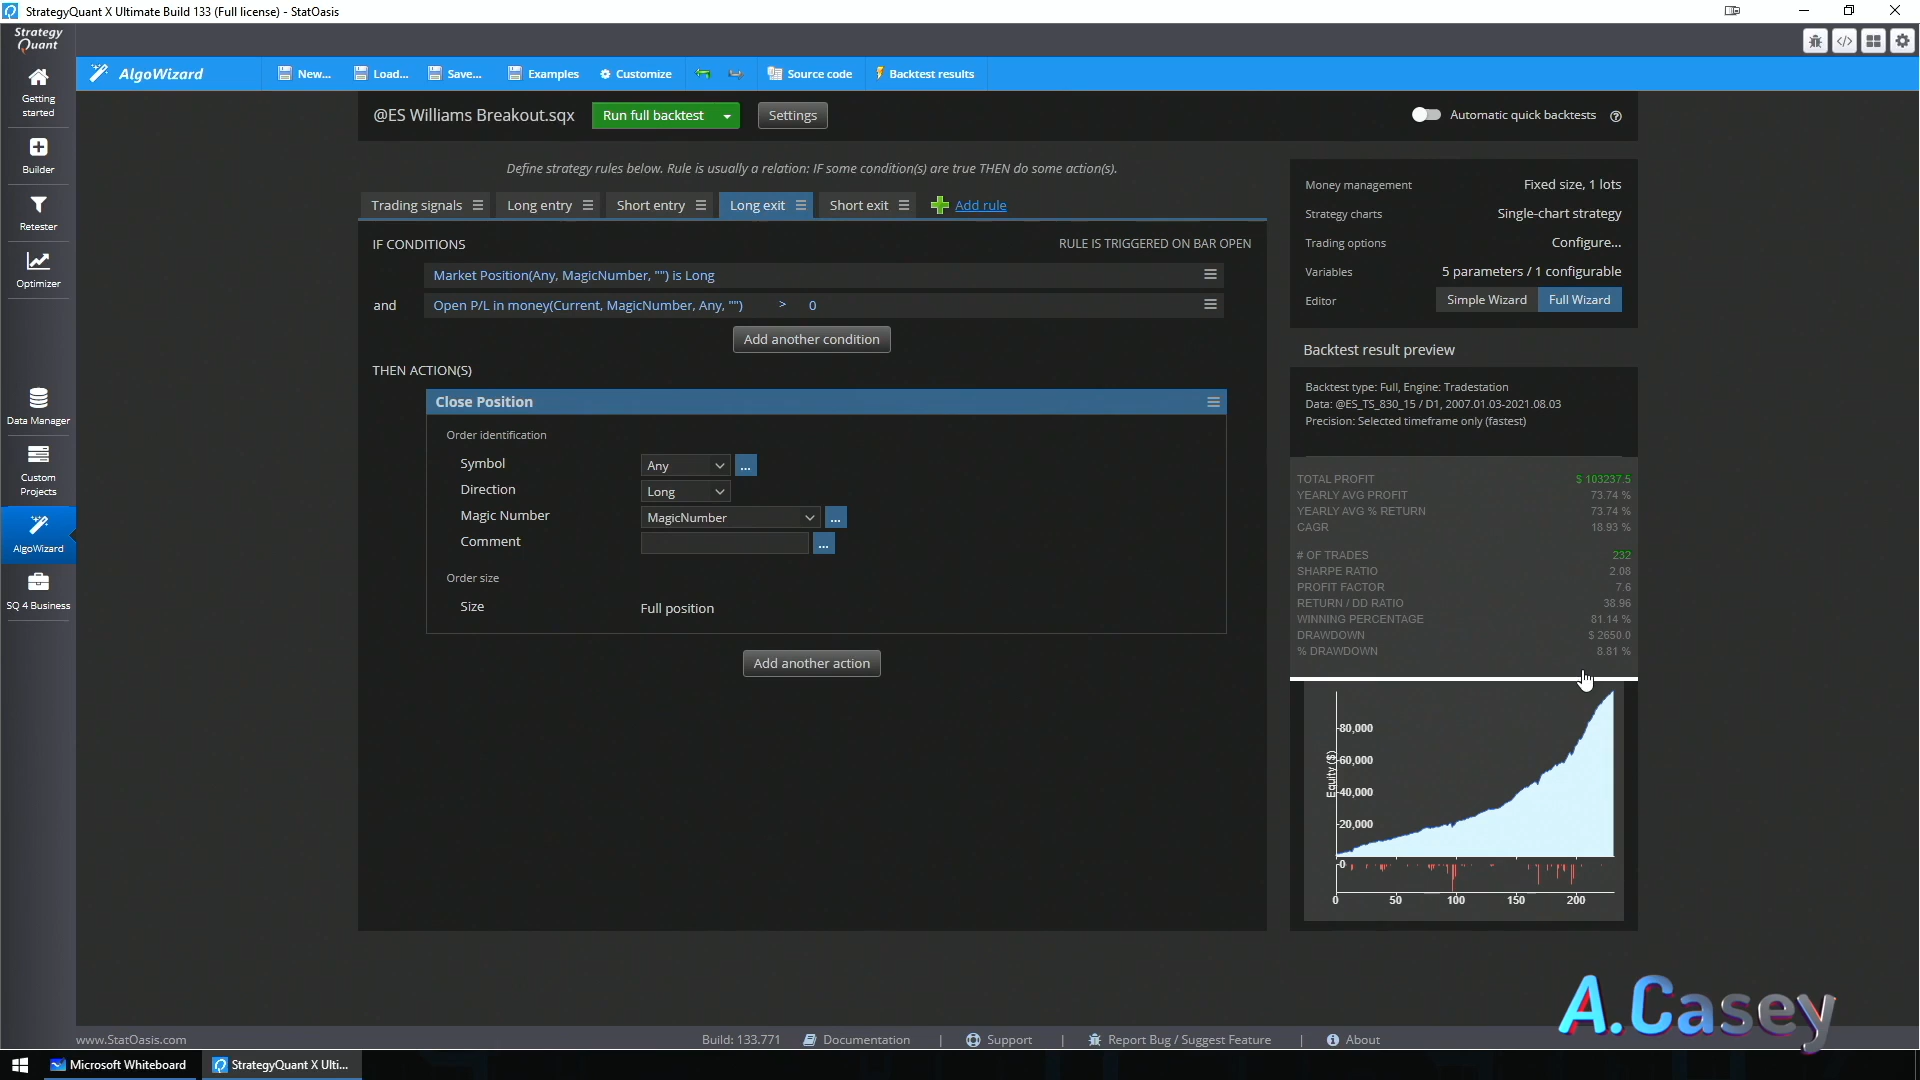 StrategyQuant X Ultimate Build 133 (Full license) - StatOasis
Strategy
Quant
Getting
started
Builder
Retester
Optimizer
Data Manager
Custom
Projects
AlgoWizard
SQ 4 Business
AlgoWizard
New...
Load...
Save...
Examples
Customize
Source code
Backtest results
@ES Williams Breakout.sqx
Run full backtest
Settings
Automatic quick backtests
Define strategy rules below. Rule is usually a relation: IF some condition(s) are true THEN do some action(s).
Trading signals
Long entry
Short entry
Long exit
Short exit
Add rule
IF CONDITIONS
RULE IS TRIGGERED ON BAR OPEN
Market Position(Any, MagicNumber, "") is Long
and
Open P/L in money(Current, MagicNumber, Any, "") > 0
Add another condition
THEN ACTION(S)
Close Position
Order identification
Symbol
Any
...
Direction
Long
Magic Number
MagicNumber
...
Comment
...
Order size
Size
Full position
Add another action
Money management
Fixed size, 1 lots
Strategy charts
Single-chart strategy
Trading options
Configure...
Variables
5 parameters / 1 configurable
Editor
Simple Wizard
Full Wizard
Backtest result preview
Backtest type: Full, Engine: Tradestation
Data: @ES_TS_830_15 / D1, 2007.01.03-2021.08.03
Precision: Selected timeframe only (fastest)
TOTAL PROFIT $ 103237.5
YEARLY AVG PROFIT 73.74 %
YEARLY AVG % RETURN 73.74 %
CAGR 18.93 %
# OF TRADES 232
SHARPE RATIO 2.08
PROFIT FACTOR 7.6
RETURN / DD RATIO 38.96
WINNING PERCENTAGE 81.14 %
DRAWDOWN $ 2650.0
% DRAWDOWN 8.81 %
Equity ($)
80,000
60,000
40,000
20,000
0
0 50 100 150 200
A.Casey
www.StatOasis.com
Build: 133.771
Documentation
|
Support
|
Report Bug / Suggest Feature
|
About
Microsoft Whiteboard
StrategyQuant X Ulti...